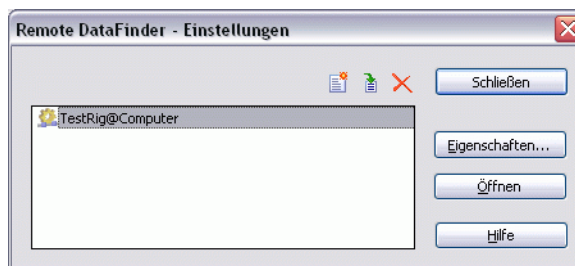 Remote DataFinder - Einstellungen
Schließen
TestRig@Computer
Eigenschaften...
Öffnen
Hilfe